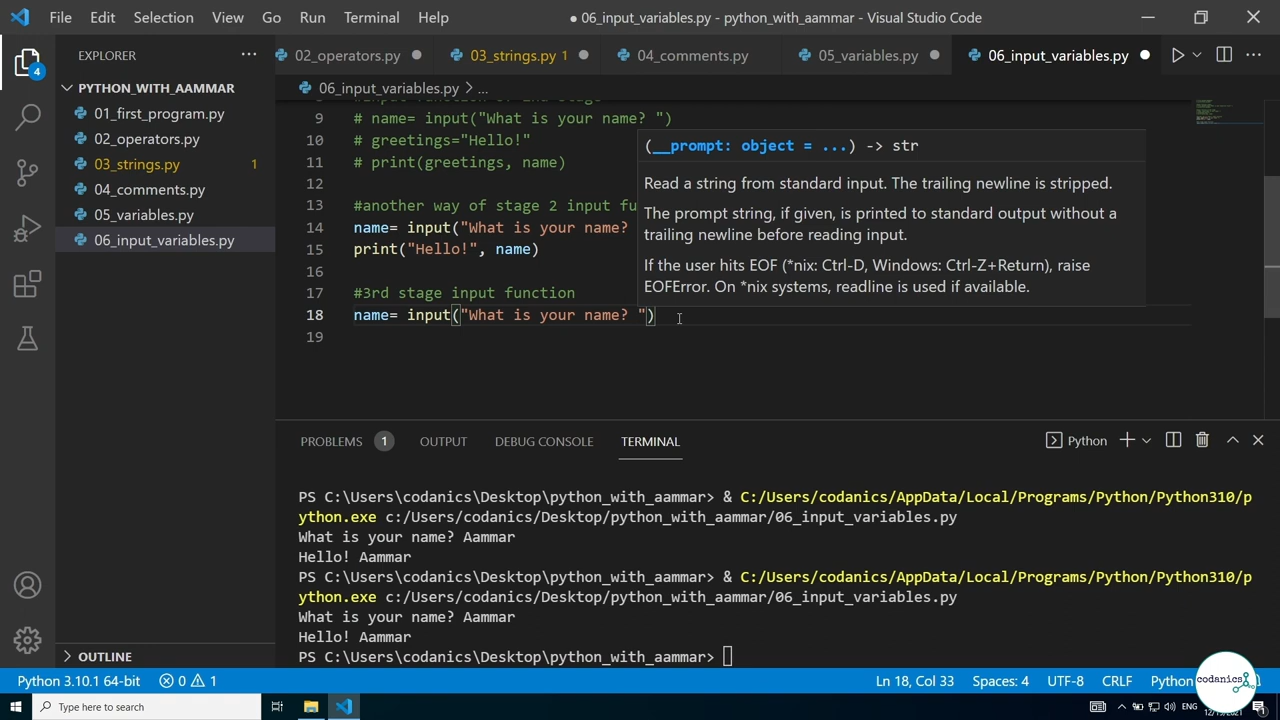 File Edit Selection View Go Run Terminal Help ● 06_input_variables.py - python_with_aammar - Visual Studio Code
EXPLORER ···
02_operators.py ● 03_strings.py 1 ● 04_comments.py 05_variables.py ● 06_input_variables.py ●
PYTHON_WITH_AAMMAR
06_input_variables.py > ...
01_first_program.py
02_operators.py
03_strings.py 1
04_comments.py
05_variables.py
06_input_variables.py
9 # name= input("What is your name? ")
10 # greetings="Hello!"
11 # print(greetings, name)
12
13 #another way of stage 2 input fu
14 name= input("What is your name?
15 print("Hello!", name)
16
17 #3rd stage input function
18 name= input("What is your name? ")
19
(__prompt: object = ...) -> str
Read a string from standard input. The trailing newline is stripped.
The prompt string, if given, is printed to standard output without a
trailing newline before reading input.
If the user hits EOF (*nix: Ctrl-D, Windows: Ctrl-Z+Return), raise
EOFError. On *nix systems, readline is used if available.
4
PROBLEMS 1 OUTPUT DEBUG CONSOLE TERMINAL Python
PS C:\Users\codanics\Desktop\python_with_aammar> & C:/Users/codanics/AppData/Local/Programs/Python/Python310/p
ython.exe c:/Users/codanics/Desktop/python_with_aammar/06_input_variables.py
What is your name? Aammar
Hello! Aammar
PS C:\Users\codanics\Desktop\python_with_aammar> & C:/Users/codanics/AppData/Local/Programs/Python/Python310/p
ython.exe c:/Users/codanics/Desktop/python_with_aammar/06_input_variables.py
What is your name? Aammar
Hello! Aammar
PS C:\Users\codanics\Desktop\python_with_aammar>
OUTLINE
Python 3.10.1 64-bit 0 1 Ln 18, Col 33 Spaces: 4 UTF-8 CRLF Python
codanics
Type here to search ENG